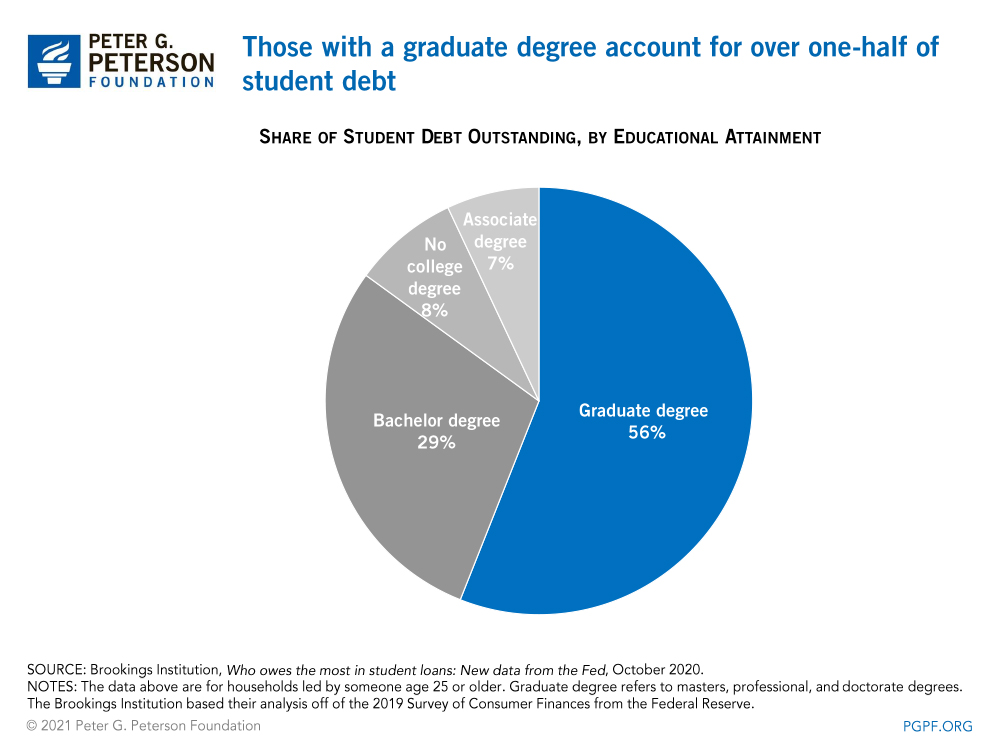 PETER G.
PETERSON
FOUNDATION
Those with a graduate degree account for over one-half of
student debt
SHARE OF STUDENT DEBT OUTSTANDING, BY EDUCATIONAL ATTAINMENT
Associate
degree
7%
No
college
degree
8%
Graduate degree
56%
Bachelor degree
29%
SOURCE: Brookings Institution, Who owes the most in student loans: New data from the Fed, October 2020.
NOTES: The data above are for households led by someone age 25 or older. Graduate degree refers to masters, professional, and doctorate degrees.
The Brookings Institution based their analysis off of the 2019 Survey of Consumer Finances from the Federal Reserve.
© 2021 Peter G. Peterson Foundation
PGPF.ORG